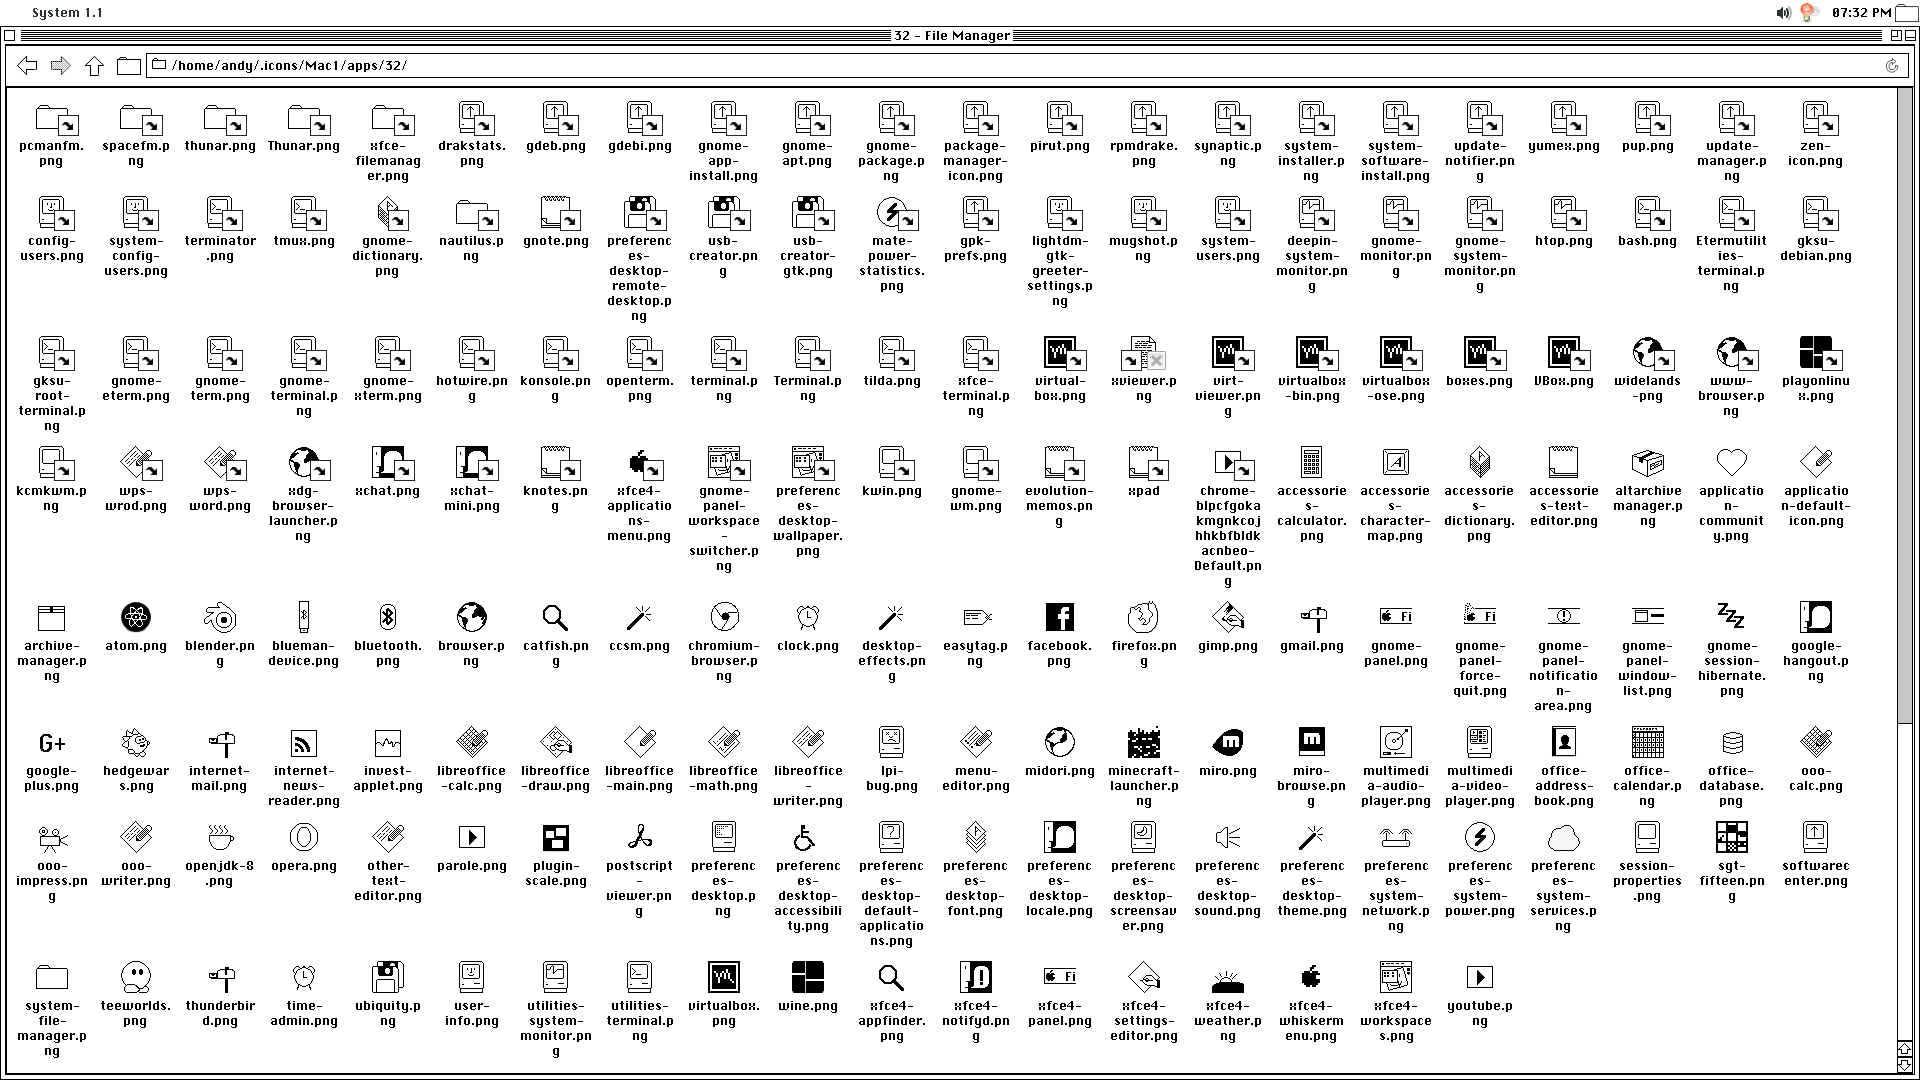 System 1.1
07:32 PM
32 - File Manager
/home/andy/.icons/Mac1/apps/32/
pcmanfm.png
spacefm.png
thunar.png
Thunar.png
xfce-filemanager.png
drakstats.png
gdeb.png
gdebi.png
gnome-app-install.png
gnome-apt.png
gnome-package.png
package-manager-icon.png
pirut.png
rpmdrake.png
synaptic.png
system-installer.png
system-software-install.png
update-notifier.png
yumex.png
pup.png
update-manager.png
zen-icon.png
config-users.png
system-config-users.png
terminator.png
tmux.png
gnome-dictionary.png
nautilus.png
gnote.png
preferences-desktop-remote-desktop.png
usb-creator.png
usb-creator-gtk.png
mate-power-statistics.png
gpk-prefs.png
lightdm-gtk-greeter-settings.png
mugshot.png
system-users.png
deepin-system-monitor.png
gnome-monitor.png
gnome-system-monitor.png
htop.png
bash.png
Etermutilities-terminal.png
gksu-debian.png
gksu-root-terminal.png
gnome-eterm.png
gnome-term.png
gnome-terminal.png
gnome-xterm.png
hotwire.png
konsole.png
openterm.png
terminal.png
Terminal.png
tilda.png
xfce-terminal.png
virtual-box.png
xviewer.png
virt-viewer.png
virtualbox-bin.png
virtualbox-ose.png
boxes.png
VBox.png
widelands-png
www-browser.png
playonlinux.png
kcmkwm.png
wps-wrod.png
wps-word.png
xdg-browser-launcher.png
xchat.png
xchat-mini.png
knotes.png
xfce4-applications-menu.png
gnome-panel-workspace-switcher.png
preferences-desktop-wallpaper.png
kwin.png
gnome-wm.png
evolution-memos.png
xpad
chrome-blpcfgokakmgnkcojhhkbfbldkacnbeo-Default.png
accessories-calculator.png
accessories-character-map.png
accessories-dictionary.png
accessories-text-editor.png
altarchivemanager.png
application-community.png
application-default-icon.png
archive-manager.png
atom.png
blender.png
blueman-device.png
bluetooth.png
browser.png
catfish.png
ccsm.png
chromium-browser.png
clock.png
desktop-effects.png
easytag.png
facebook.png
firefox.png
gimp.png
gmail.png
Fi
gnome-panel.png
Fi
gnome-panel-force-quit.png
gnome-panel-notification-area.png
gnome-panel-window-list.png
ZZZ
gnome-session-hibernate.png
google-hangout.png
G+
google-plus.png
hedgewars.png
internet-mail.png
internet-news-reader.png
invest-applet.png
libreoffice-calc.png
libreoffice-draw.png
libreoffice-main.png
libreoffice-math.png
libreoffice-writer.png
lpi-bug.png
menu-editor.png
midori.png
minecraft-launcher.png
miro.png
miro-browse.png
multimedia-audio-player.png
multimedia-video-player.png
office-address-book.png
office-calendar.png
office-database.png
ooo-calc.png
ooo-impress.png
ooo-writer.png
openjdk-8.png
opera.png
other-text-editor.png
parole.png
plugin-scale.png
postscript-viewer.png
preferences-desktop.png
preferences-desktop-accessibility.png
preferences-desktop-default-applications.png
preferences-desktop-font.png
preferences-desktop-locale.png
preferences-desktop-screensaver.png
preferences-desktop-sound.png
preferences-desktop-theme.png
preferences-system-network.png
preferences-system-power.png
preferences-system-services.png
session-properties.png
sgt-fifteen.png
softwarecenter.png
system-file-manager.png
teeworlds.png
thunderbird.png
time-admin.png
ubiquity.png
user-info.png
utilities-system-monitor.png
utilities-terminal.png
virtualbox.png
wine.png
xfce4-appfinder.png
xfce4-notifyd.png
Fi
xfce4-panel.png
xfce4-settings-editor.png
xfce4-weather.png
xfce4-whiskermenu.png
xfce4-workspaces.png
youtube.png